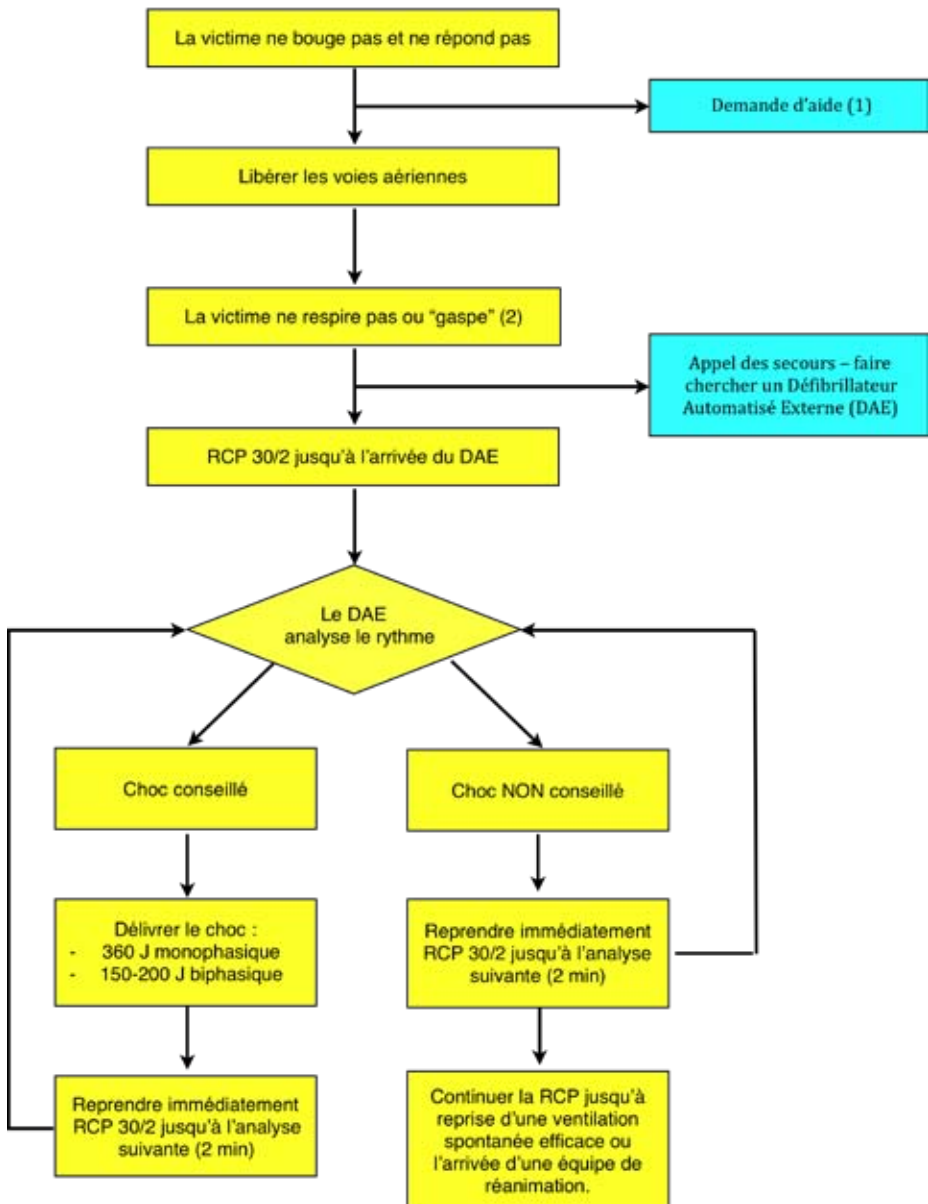 La victime ne bouge pas et ne répond pas
Demande d’aide (1)
Libérer les voies aériennes
La victime ne respire pas ou “gaspe” (2)
Appel des secours – faire
chercher un Défibrillateur
Automatisé Externe (DAE)
RCP 30/2 jusqu’à l’arrivée du DAE
Le DAE
analyse le rythme
Choc conseillé
Choc NON conseillé
Délivrer le choc :
- 360 J monophasique
- 150-200 J biphasique
Reprendre immédiatement
RCP 30/2 jusqu’à l’analyse
suivante (2 min)
Reprendre immédiatement
RCP 30/2 jusqu’à l’analyse
suivante (2 min)
Continuer la RCP jusqu’à
reprise d’une ventilation
spontanée efficace ou
l’arrivée d’une équipe de
réanimation.